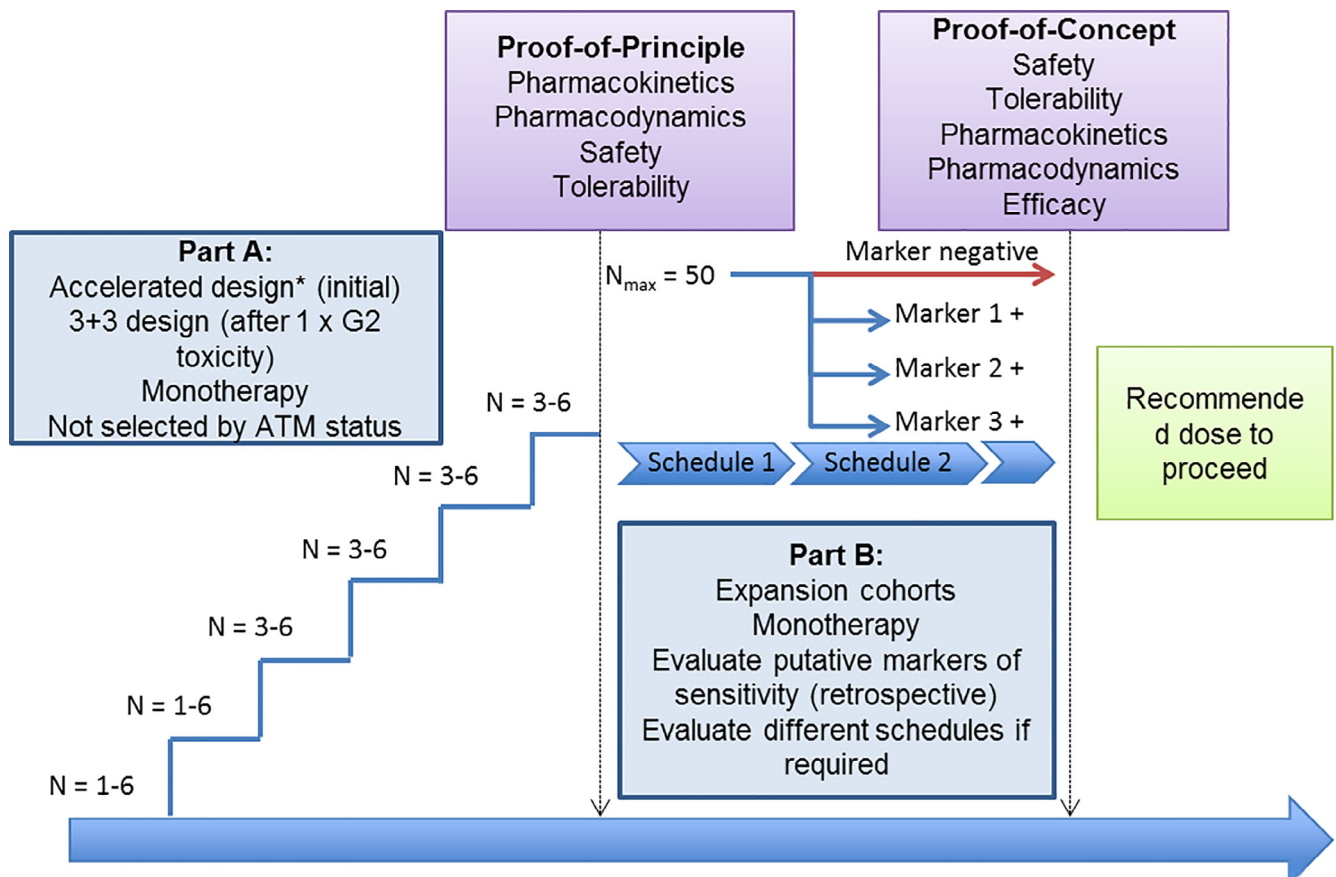 Proof-of-Principle
Pharmacokinetics
Pharmacodynamics
Safety
Tolerability
Proof-of-Concept
Safety
Tolerability
Pharmacokinetics
Pharmacodynamics
Efficacy
Part A:
Accelerated design* (initial)
3+3 design (after 1 x G2
toxicity)
Monotherapy
Not selected by ATM status
Nmax = 50
Marker negative
Marker 1 +
Marker 2 +
Marker 3 +
Schedule 1
Schedule 2
Recommende
d dose to
proceed
N = 3-6
N = 3-6
N = 3-6
N = 3-6
N = 1-6
N = 1-6
Part B:
Expansion cohorts
Monotherapy
Evaluate putative markers of
sensitivity (retrospective)
Evaluate different schedules if
required